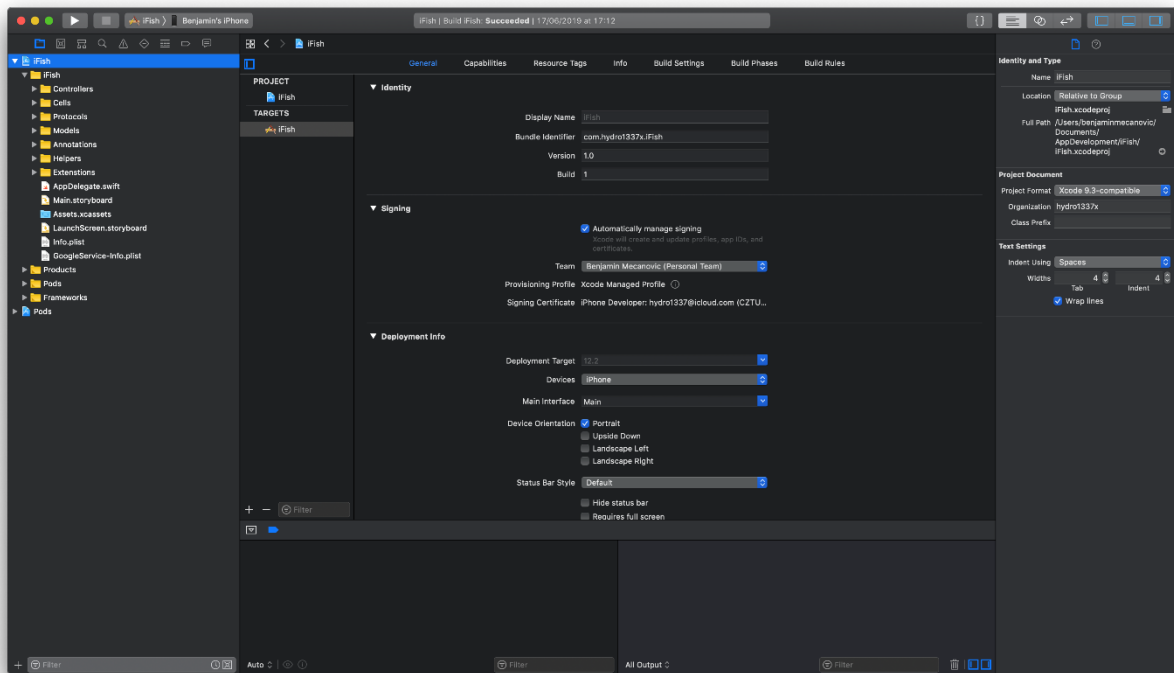 iFish
Benjamin's iPhone
iFish | Build iFish: Succeeded | 17/06/2019 at 17:12
iFish
iFish
Controllers
Cells
Protocols
Models
Annotations
Helpers
Extenstions
AppDelegate.swift
Main.storyboard
Assets.xcassets
LaunchScreen.storyboard
Info.plist
GoogleService-Info.plist
Products
Pods
Frameworks
Pods
Filter
iFish
General Capabilities Resource Tags Info Build Settings Build Phases Build Rules
PROJECT
iFish
TARGETS
iFish
Filter
Identity
Display Name iFish
Bundle Identifier com.hydro1337x.iFish
Version 1.0
Build 1
Signing
Automatically manage signing
Xcode will create and update profiles, app IDs, and
certificates.
Team Benjamin Mecanovic (Personal Team)
Provisioning Profile Xcode Managed Profile
Signing Certificate iPhone Developer: hydro1337@icloud.com (CZTU...
Deployment Info
Deployment Target 12.2
Devices iPhone
Main Interface Main
Device Orientation Portrait
Upside Down
Landscape Left
Landscape Right
Status Bar Style Default
Hide status bar
Requires full screen
Auto
Filter
All Output
Filter
Identity and Type
Name iFish
Location Relative to Group
iFish.xcodeproj
Full Path /Users/benjaminmecanovic/
Documents/
AppDevelopment/iFish/
iFish.xcodeproj
Project Document
Project Format Xcode 9.3-compatible
Organization hydro1337x
Class Prefix
Text Settings
Indent Using Spaces
Widths 4 4
Tab Indent
Wrap lines